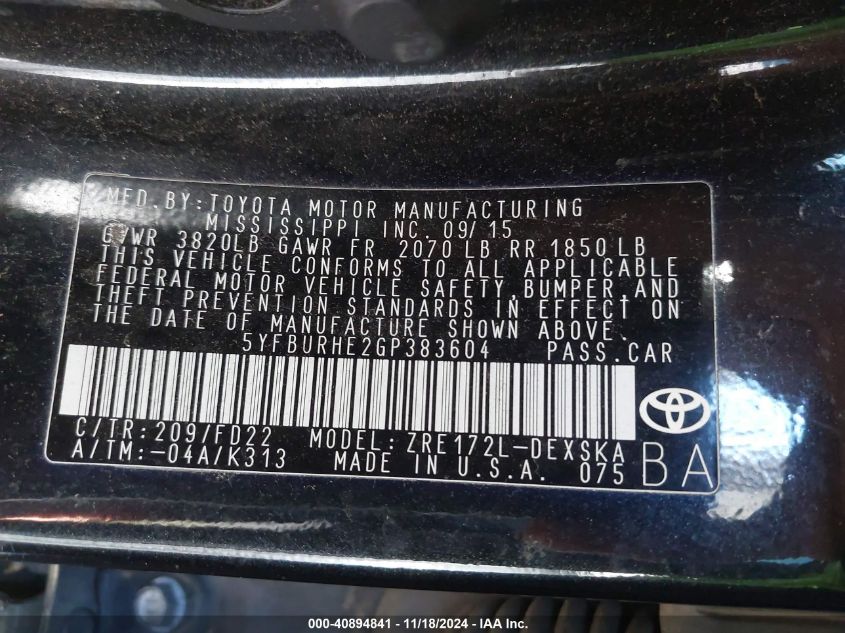 MFD. BY: TOYOTA MOTOR MANUFACTURING
MISSISSIPPI INC. 09/15
GVWR 3820LB GAWR FR 2070 LB RR 1850 LB
THIS VEHICLE CONFORMS TO ALL APPLICABLE
FEDERAL MOTOR VEHICLE SAFETY, BUMPER, AND
THEFT PREVENTION STANDARDS IN EFFECT ON
THE DATE OF MANUFACTURE SHOWN ABOVE.
5YFBURHE2GP383604 PASS. CAR
C/TR: 209/FD22 MODEL: ZRE172L-DEXSKA
A/TM: -04A/K313 MADE IN U.S.A. 075
BA
000-40894841 - 11/18/2024 - IAA Inc.